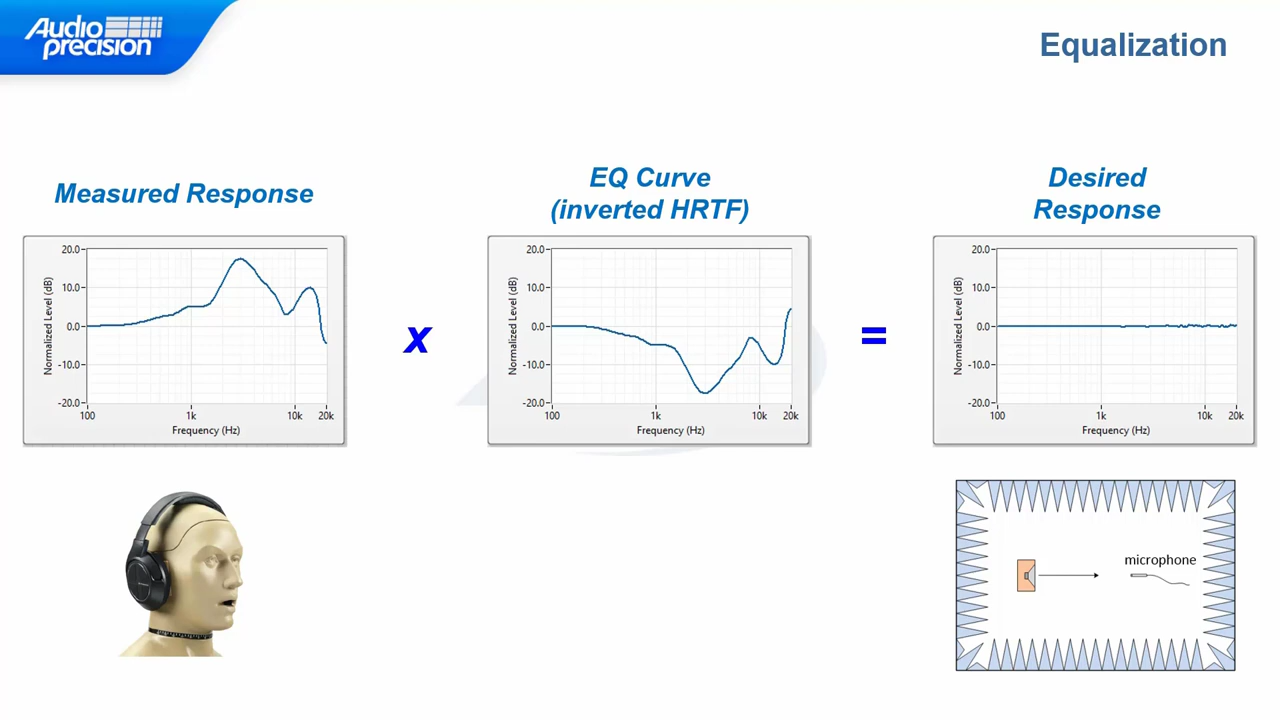 Audio
precision
Equalization
Measured Response
EQ Curve
(inverted HRTF)
Desired
Response
20.0
10.0
0.0
-10.0
-20.0
Normalized Level (dB)
100
1k
10k
20k
Frequency (Hz)
x
20.0
10.0
0.0
-10.0
-20.0
Normalized Level (dB)
100
1k
10k
20k
Frequency (Hz)
=
20.0
10.0
0.0
-10.0
-20.0
Normalized Level (dB)
100
1k
10k
20k
Frequency (Hz)
microphone